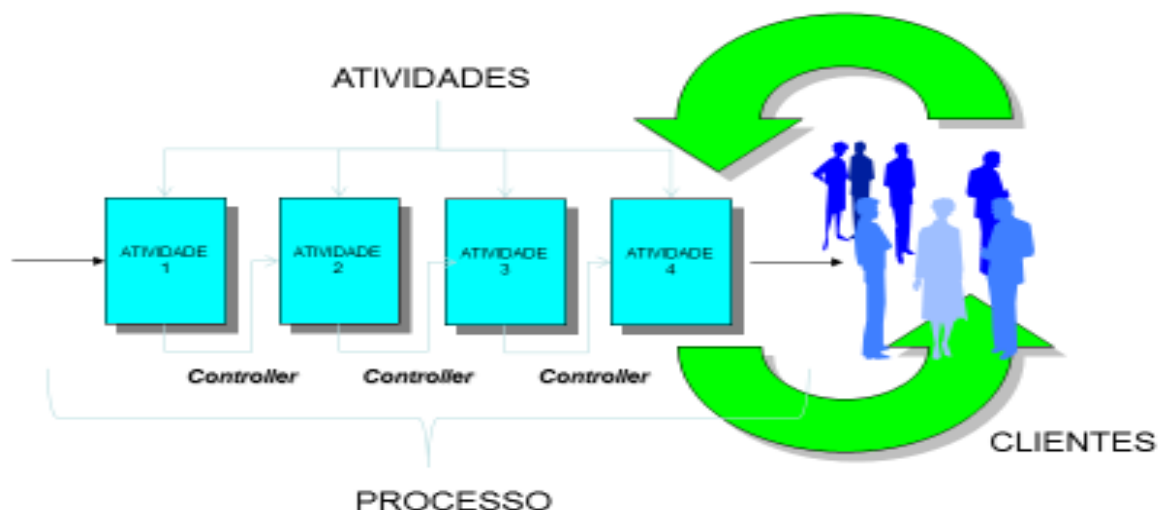 ATIVIDADES
ATIVIDADE
1
ATIVIDADE
2
ATIVIDADE
3
ATIVIDADE
4
Controller
Controller
Controller
CLIENTES
PROCESSO